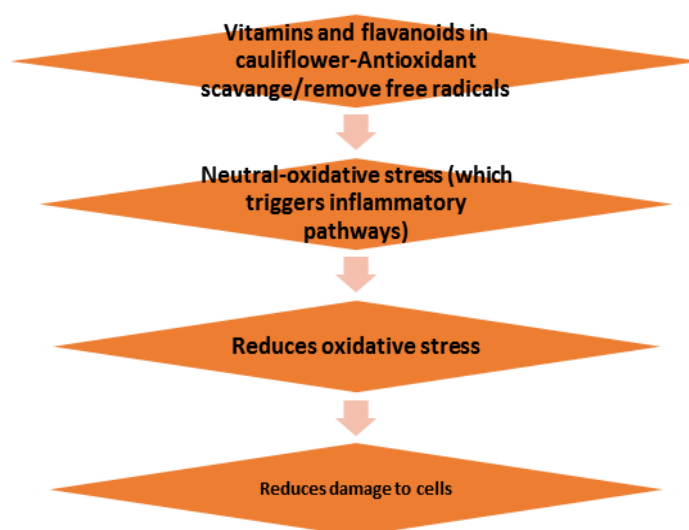 Vitamins and flavanoids in
cauliflower-Antioxidant
scavange/remove free radicals
Neutral-oxidative stress (which
triggers inflammatory
pathways)
Reduces oxidative stress
Reduces damage to cells